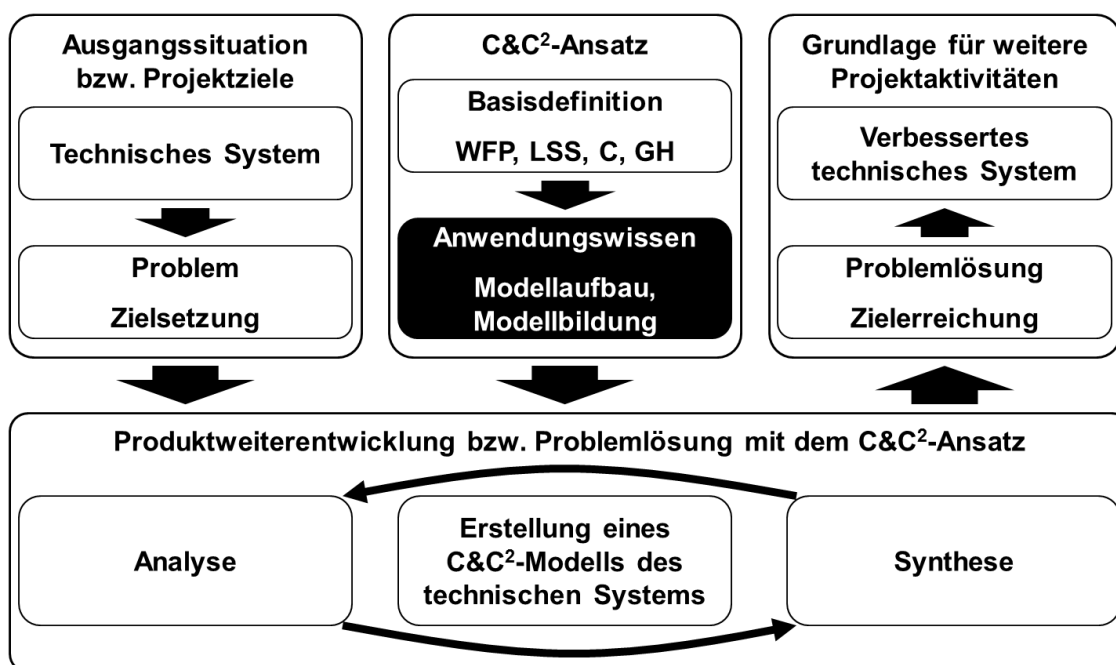 Ausgangssituation
bzw. Projektziele
Technisches System
Problem
Zielsetzung
C&C²-Ansatz
Basisdefinition
WFP, LSS, C, GH
Anwendungswissen
Modellaufbau,
Modellbildung
Grundlage für weitere
Projektaktivitäten
Verbessertes
technisches System
Problemlösung
Zielerreichung
Produktweiterentwicklung bzw. Problemlösung mit dem C&C²-Ansatz
Analyse
Erstellung eines
C&C²-Modells des
technischen Systems
Synthese